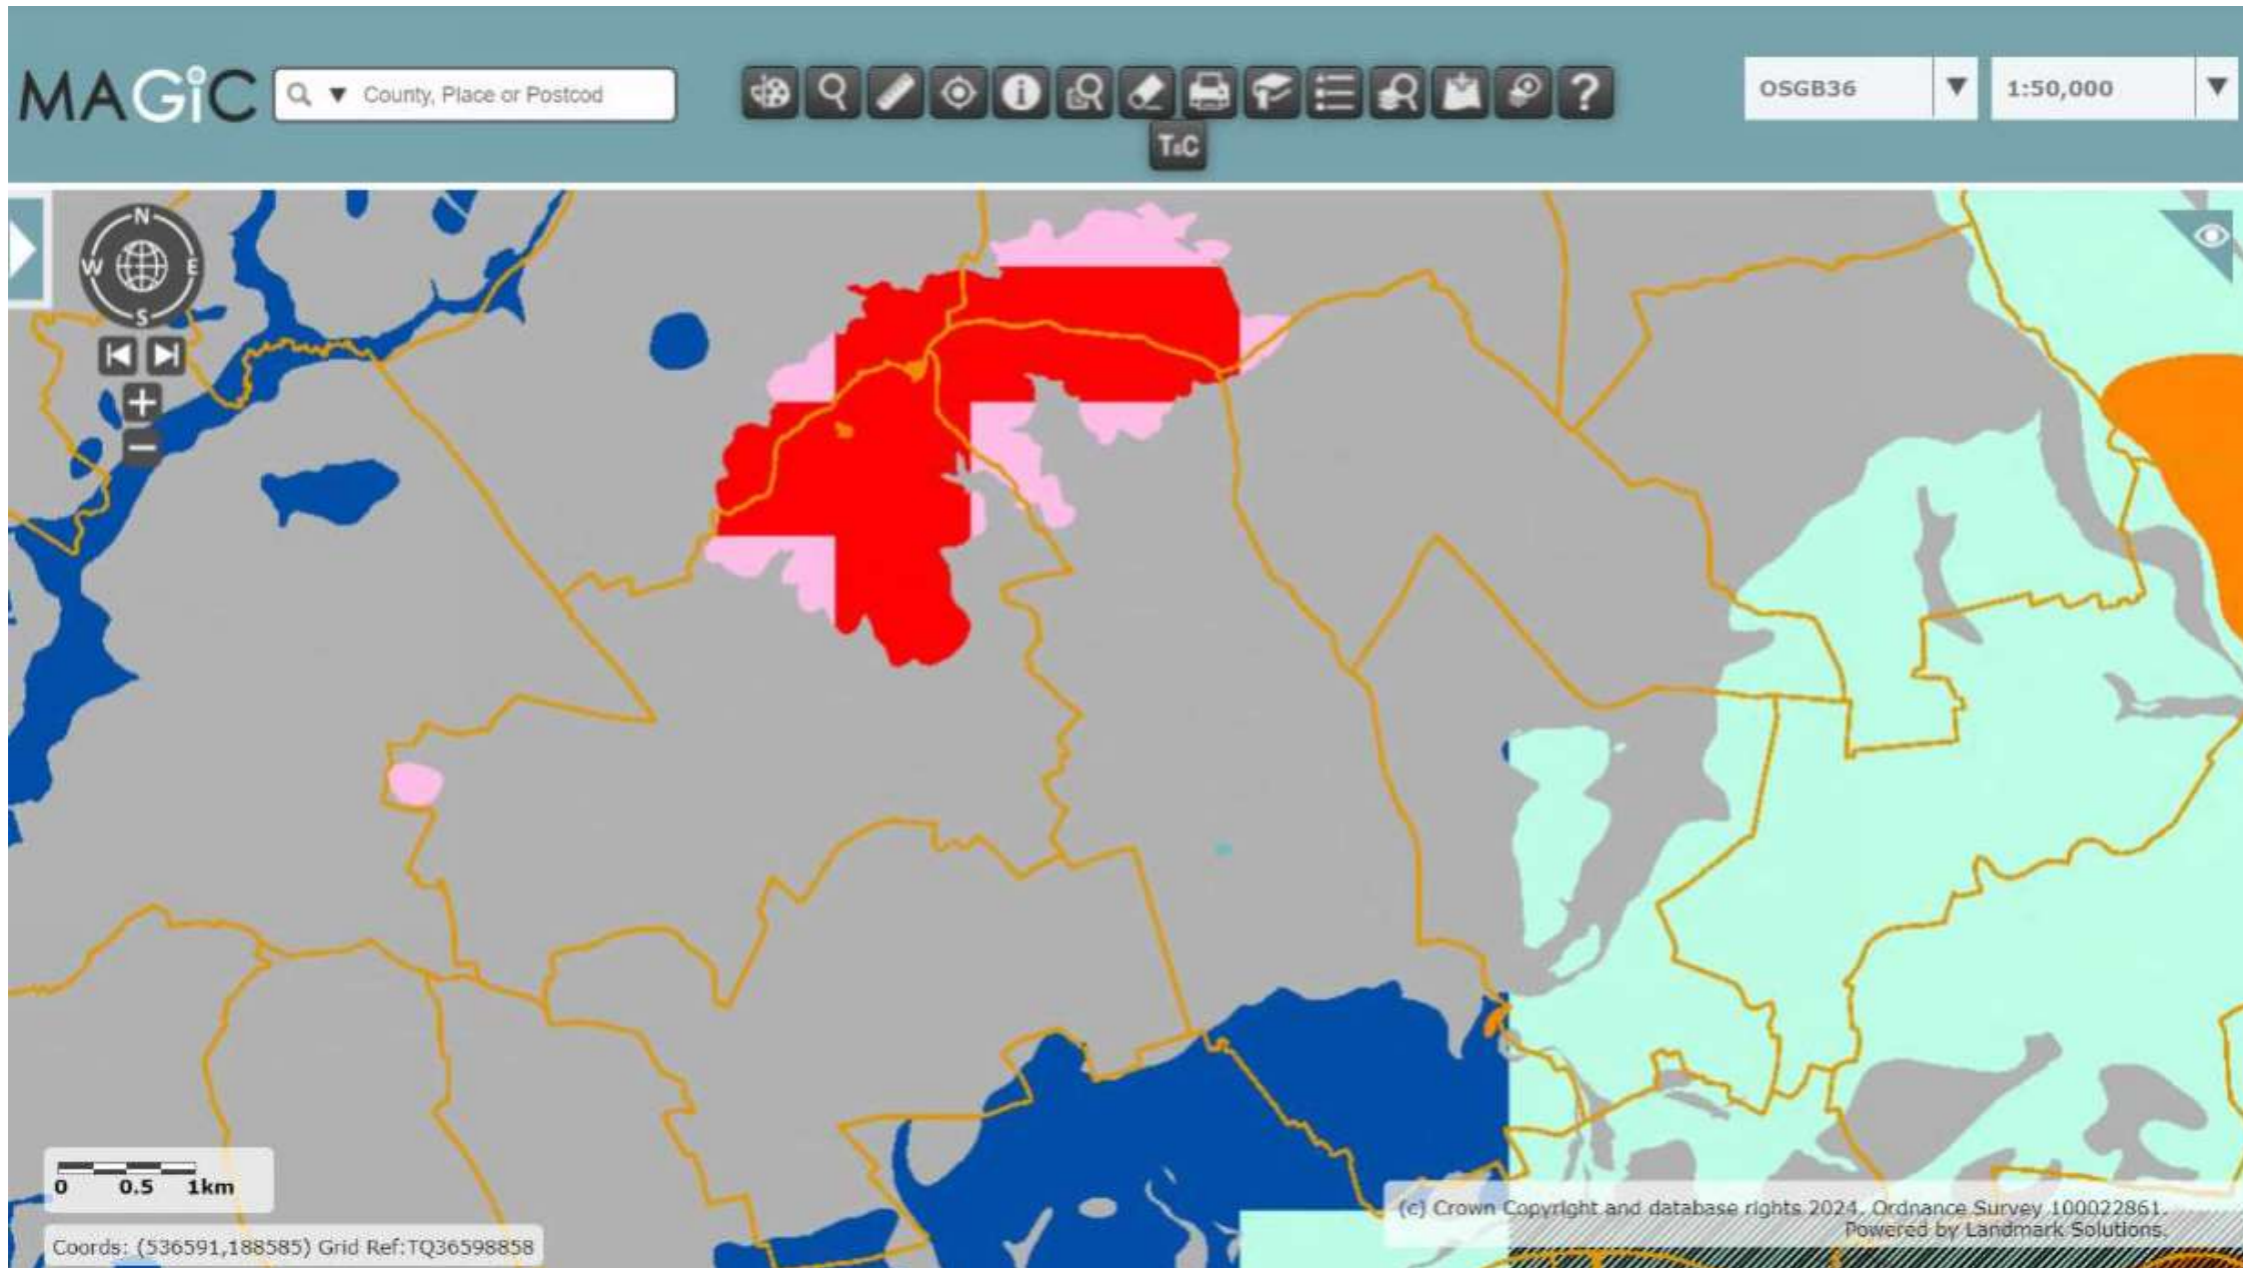 MAGiC
County, Place or Postcod
OSGB36
1:50,000
T&C
N
W E
S
0 0.5 1km
(c) Crown Copyright and database rights 2024. Ordnance Survey 100022861.
Powered by Landmark Solutions.
Coords: (536591,188585) Grid Ref:TQ36598858